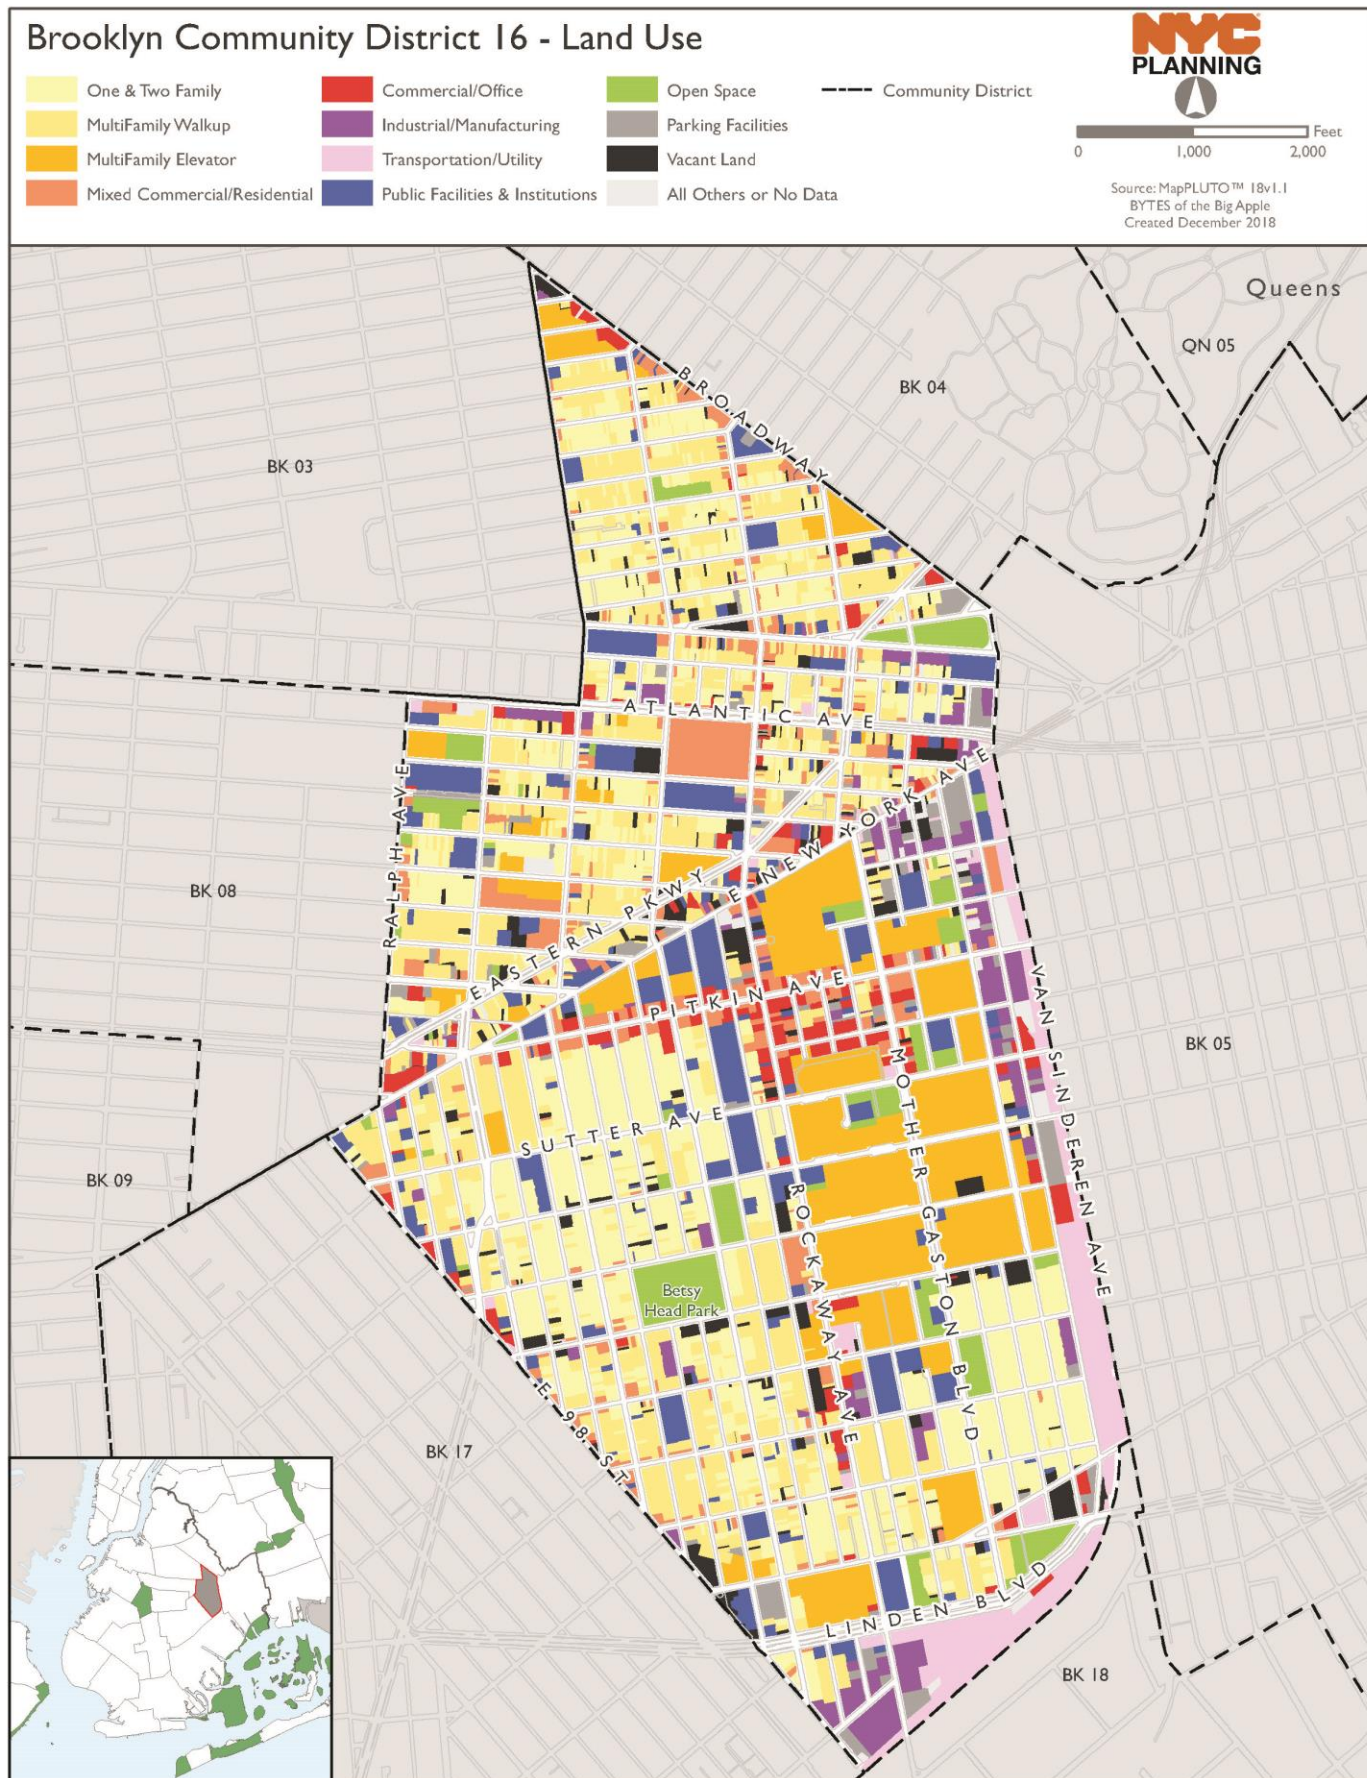 Brooklyn Community District 16 - Land Use
One & Two Family
MultiFamily Walkup
MultiFamily Elevator
Mixed Commercial/Residential
Commercial/Office
Industrial/Manufacturing
Transportation/Utility
Public Facilities & Institutions
Open Space
Parking Facilities
Vacant Land
All Others or No Data
Community District
NYC
PLANNING
Feet
0 1,000 2,000
Source: MapPLUTO™ 18v1.1
BYTES of the Big Apple
Created December 2018
Queens
QN 05
BK 04
BROADWAY
BK 03
ATLANTIC AVE
RALPH AVE
E NEW YORK AVE
BK 08
EASTERN PKWY
PITKIN AVE
VAN SINDEREN AVE
BK 05
MOTHER GASTON BLVD
SUTTER AVE
BK 09
ROCKAWAY AVE
Betsy
Head Park
E 98 ST
BK 17
LINDEN BLVD
BK 18